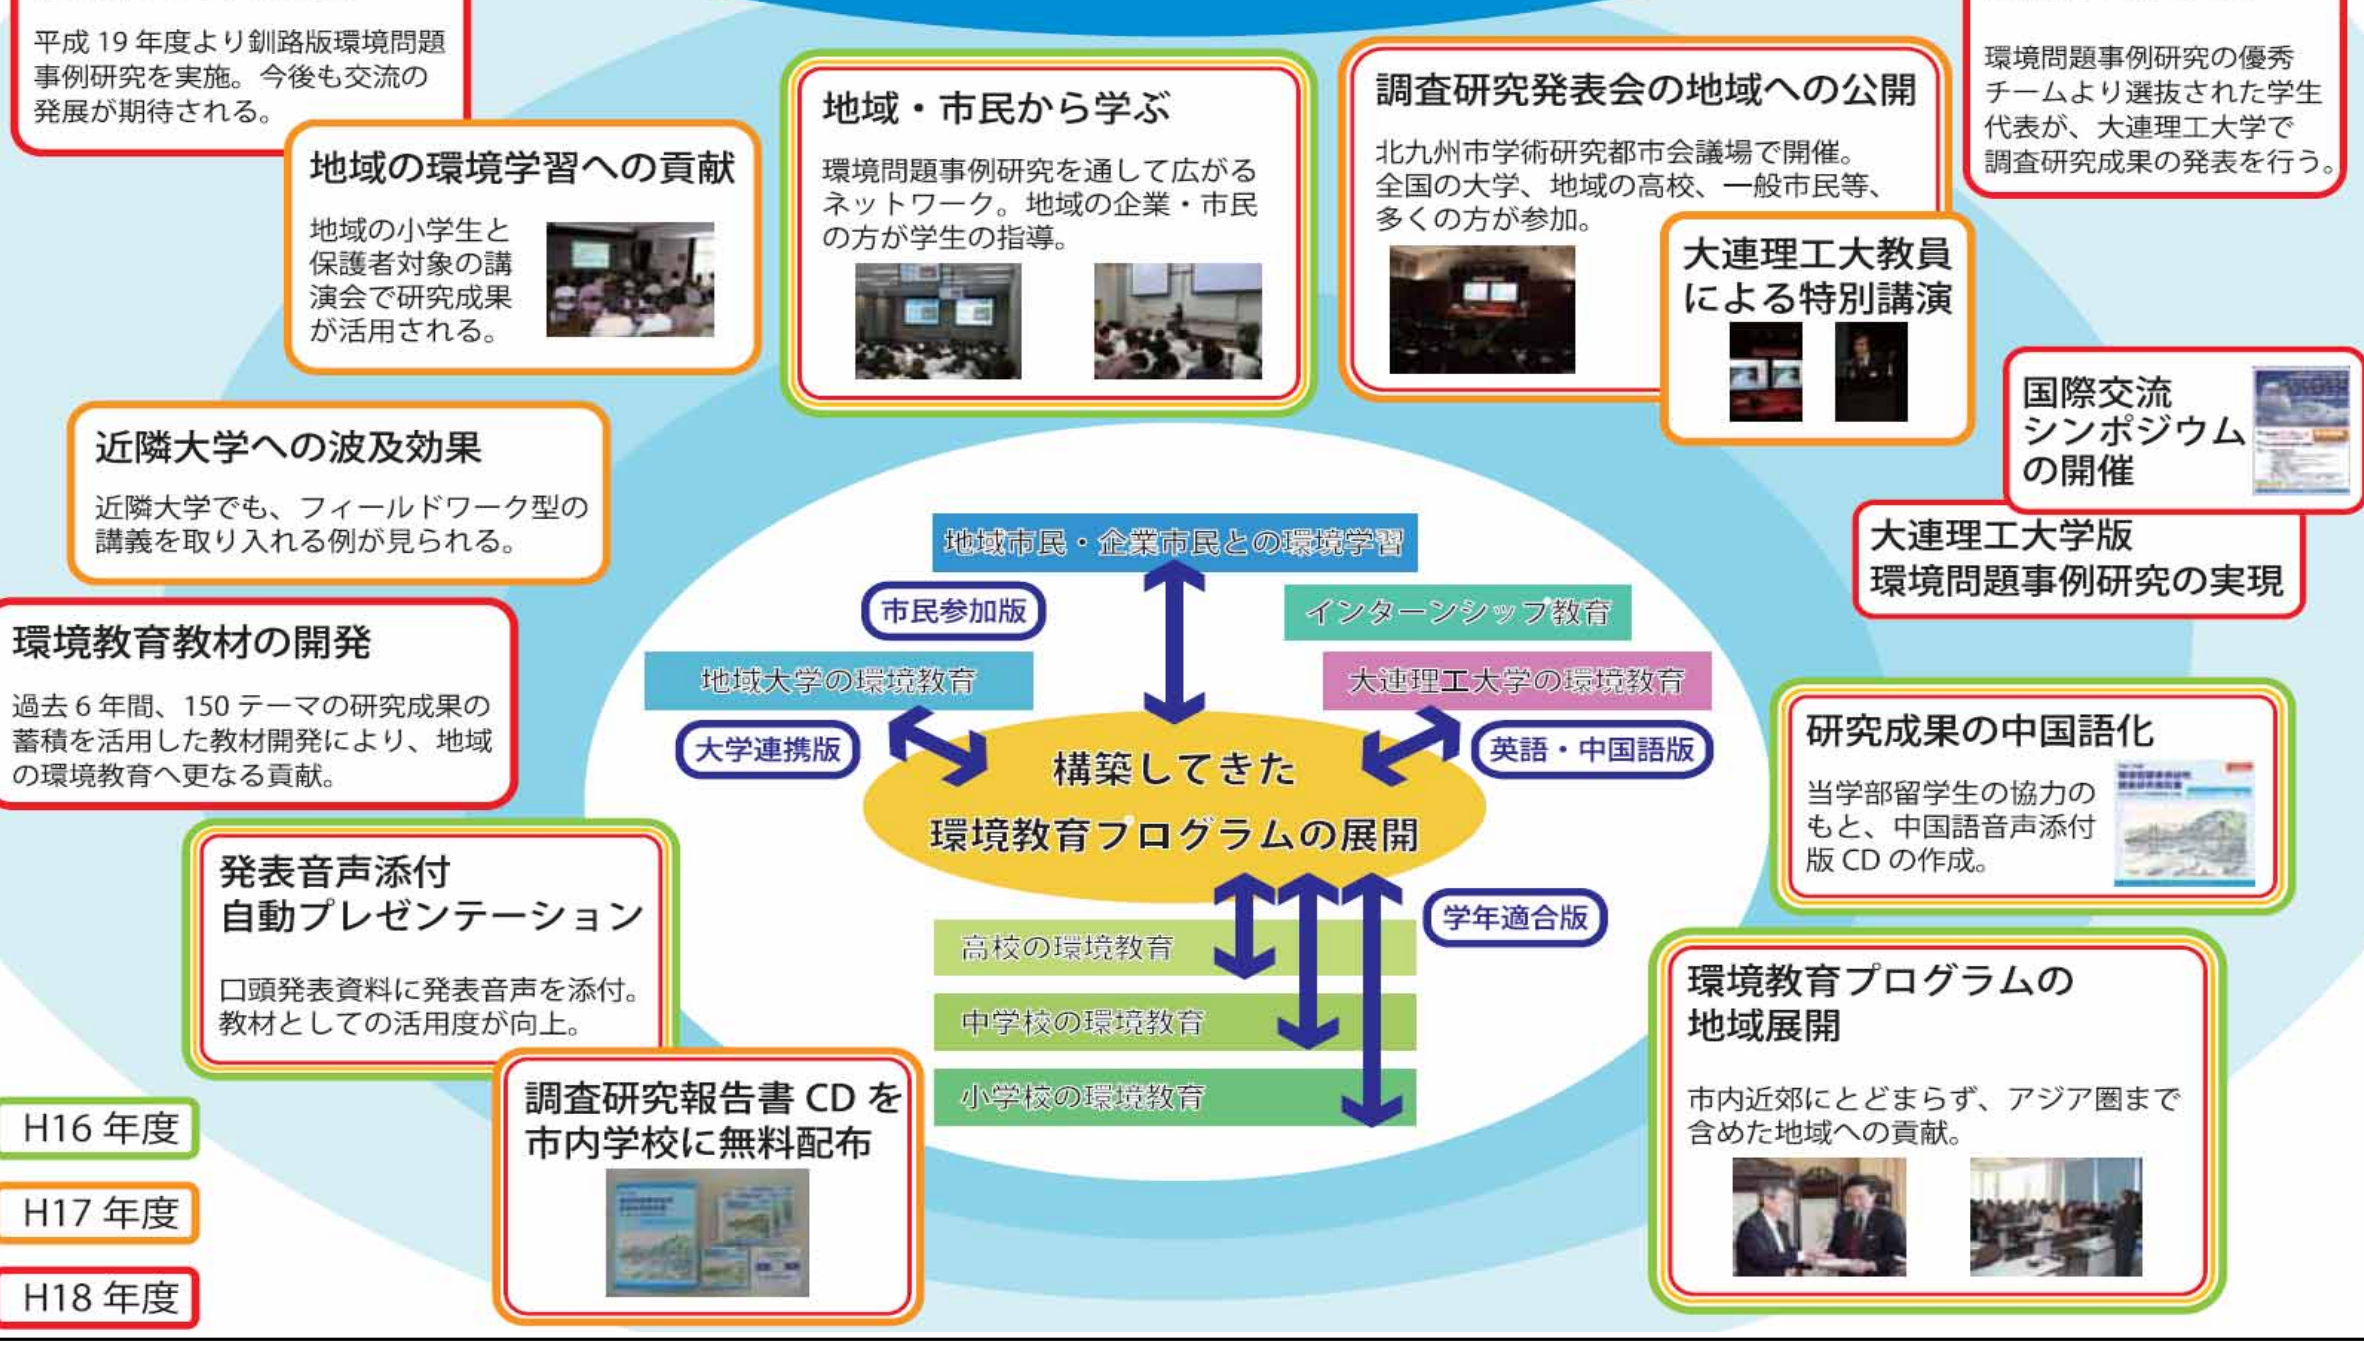 平成 19 年度より釧路版環境問題
事例研究を実施。今後も交流の
発展が期待される。
地域の環境学習への貢献
地域の小学生と
保護者対象の講
演会で研究成果
が活用される。
地域・市民から学ぶ
環境問題事例研究を通して広がる
ネットワーク。地域の企業・市民
の方が学生の指導。
調査研究発表会の地域への公開
北九州市学術研究都市会議場で開催。
全国の大学、地域の高校、一般市民等、
多くの方が参加。
大連理工大教員
による特別講演
環境問題事例研究の優秀
チームより選抜された学生
代表が、大連理工大学で
調査研究成果の発表を行う。
国際交流
シンポジウム
の開催
大連理工大学版
環境問題事例研究の実現
近隣大学への波及効果
近隣大学でも、フィールドワーク型の
講義を取り入れる例が見られる。
環境教育教材の開発
過去 6 年間、150 テーマの研究成果の
蓄積を活用した教材開発により、地域
の環境教育へ更なる貢献。
地域市民・企業市民との環境学習
市民参加版
インターンシップ教育
地域大学の環境教育
大連理工大学の環境教育
大学連携版
英語・中国語版
構築してきた
環境教育プログラムの展開
学年適合版
高校の環境教育
中学校の環境教育
小学校の環境教育
研究成果の中国語化
当学部留学生の協力の
もと、中国語音声添付
版 CD の作成。
発表音声添付
自動プレゼンテーション
口頭発表資料に発表音声を添付。
教材としての活用度が向上。
調査研究報告書 CD を
市内学校に無料配布
環境教育プログラムの
地域展開
市内近郊にとどまらず、アジア圏まで
含めた地域への貢献。
H16 年度
H17 年度
H18 年度